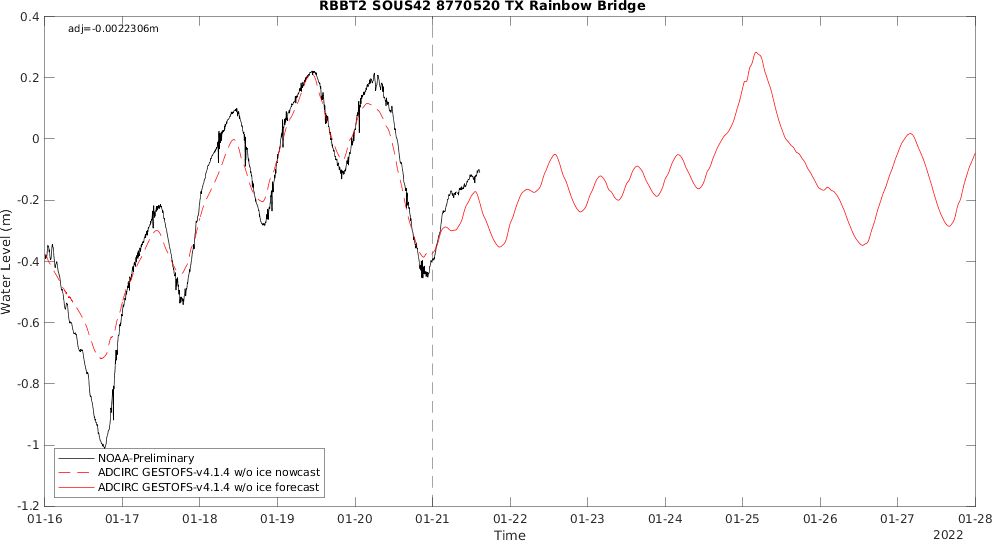 RBBT2 SOUS42 8770520 TX Rainbow Bridge
adj=-0.0022306m
0.4
0.2
0
-0.2
-0.4
-0.6
-0.8
-1
-1.2
Water Level (m)
NOAA-Preliminary
ADCIRC GESTOFS-v4.1.4 w/o ice nowcast
ADCIRC GESTOFS-v4.1.4 w/o ice forecast
01-16 01-17 01-18 01-19 01-20 01-21 01-22 01-23 01-24 01-25 01-26 01-27 01-28
Time
2022